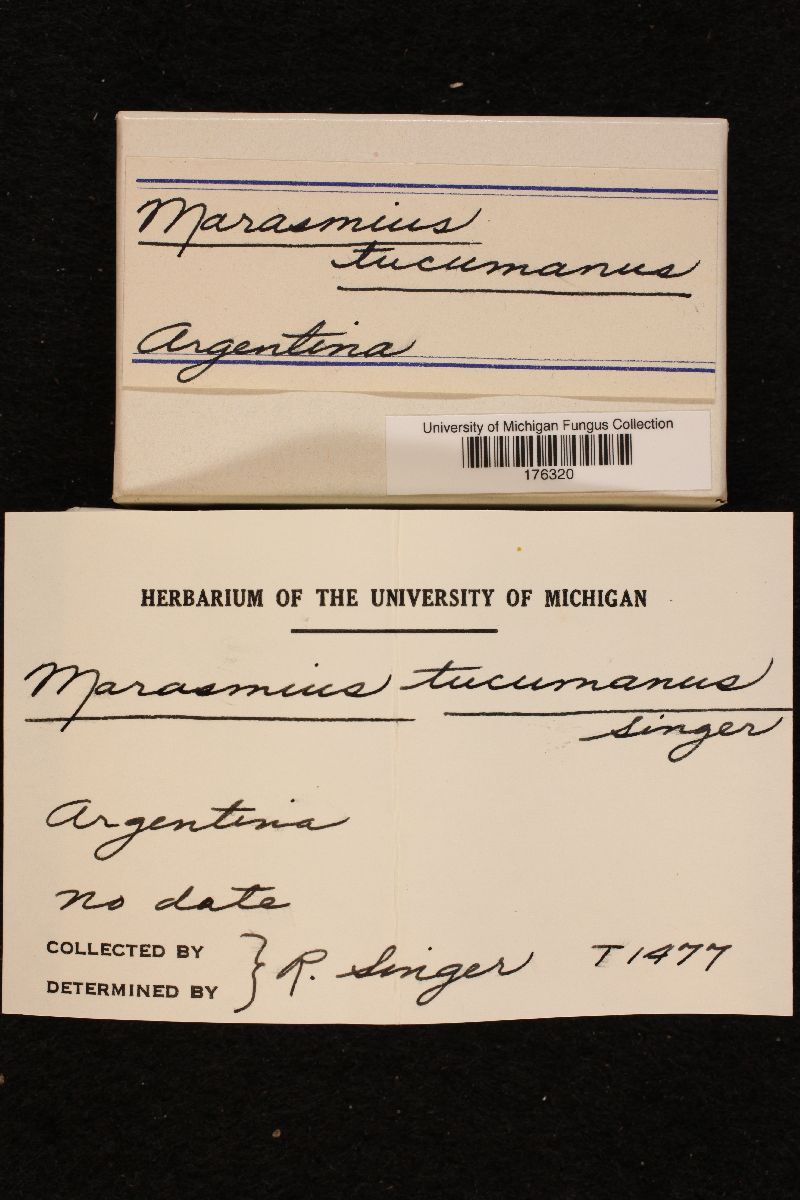 Marasmius
tucumanus
Argentina
University of Michigan Fungus Collection
176320
HERBARIUM OF THE UNIVERSITY OF MICHIGAN
Marasmius tucumanus
Singer
Argentina
no date
COLLECTED BY
DETERMINED BY } R. Singer T1477